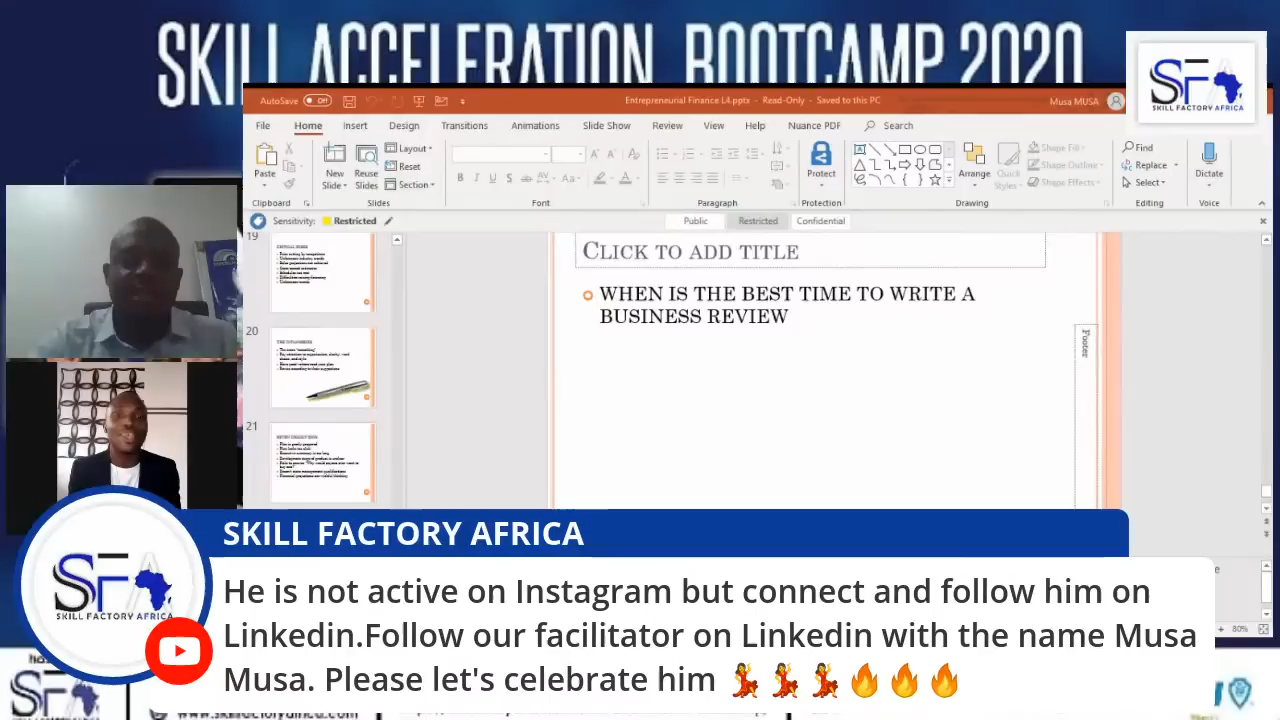 SKILL ACCELERATION BOOTCAMP 2020
SFA
SKILL FACTORY AFRICA
AutoSave Off
Entrepreneurial Finance L4.pptx - Read-Only - Saved to this PC
Musa MUSA
File Home Insert Design Transitions Animations Slide Show Review View Help Nuance PDF Search
Paste
New Slide
Reuse Slides
Layout
Reset
Section
Protect
Arrange
Quick Styles
Shape Fill
Shape Outline
Shape Effects
Find
Replace
Select
Dictate
Clipboard Slides Font Paragraph Protection Drawing Editing Voice
Sensitivity: Restricted
Public Restricted Confidential
19
20
21
CLICK TO ADD TITLE
WHEN IS THE BEST TIME TO WRITE A
BUSINESS REVIEW
Footer
80%
SFA
SKILL FACTORY AFRICA
SKILL FACTORY AFRICA
He is not active on Instagram but connect and follow him on
Linkedin.Follow our facilitator on Linkedin with the name Musa
Musa. Please let's celebrate him 💃💃💃🔥🔥🔥